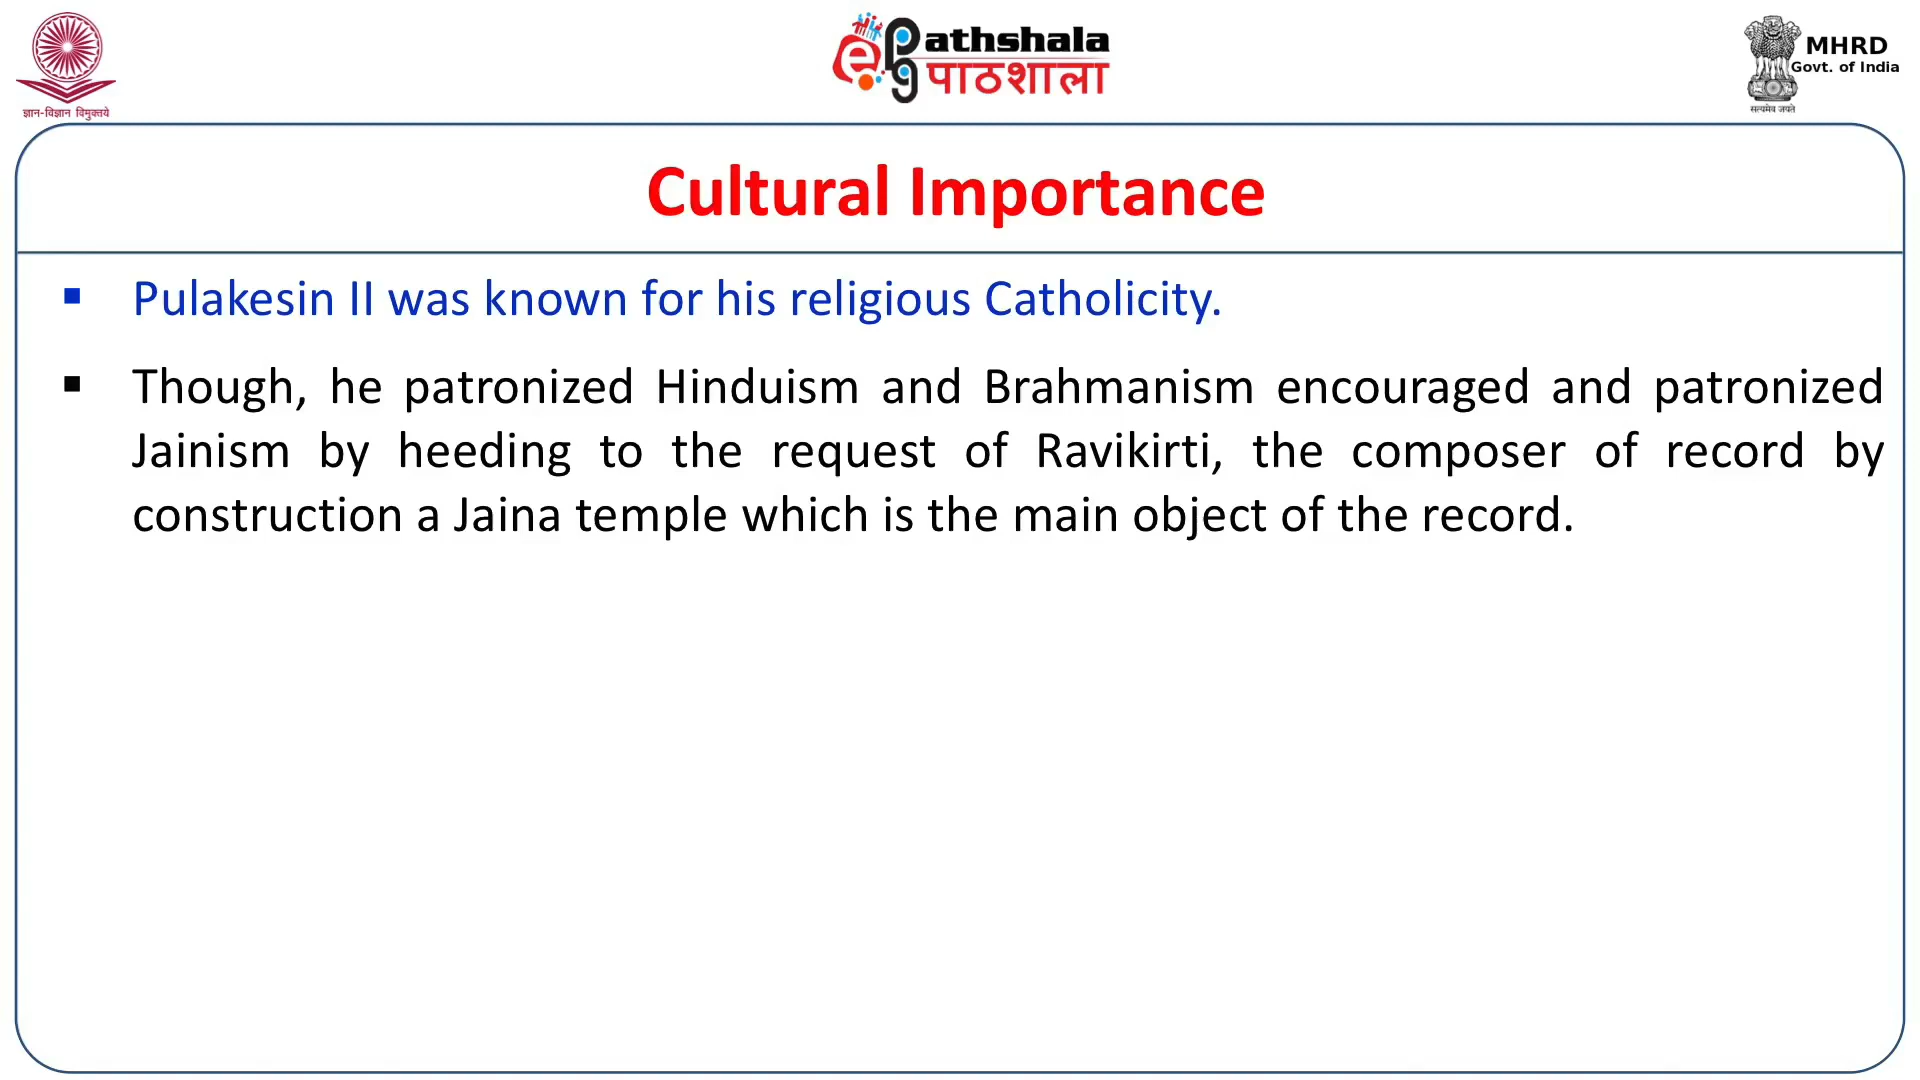 ज्ञान-विज्ञान विमुक्तये
e pg Pathshala
पाठशाला
MHRD
Govt. of India
सत्यमेव जयते
Cultural Importance
▪ Pulakesin II was known for his religious Catholicity.
▪ Though, he patronized Hinduism and Brahmanism encouraged and patronized
Jainism by heeding to the request of Ravikirti, the composer of record by
construction a Jaina temple which is the main object of the record.